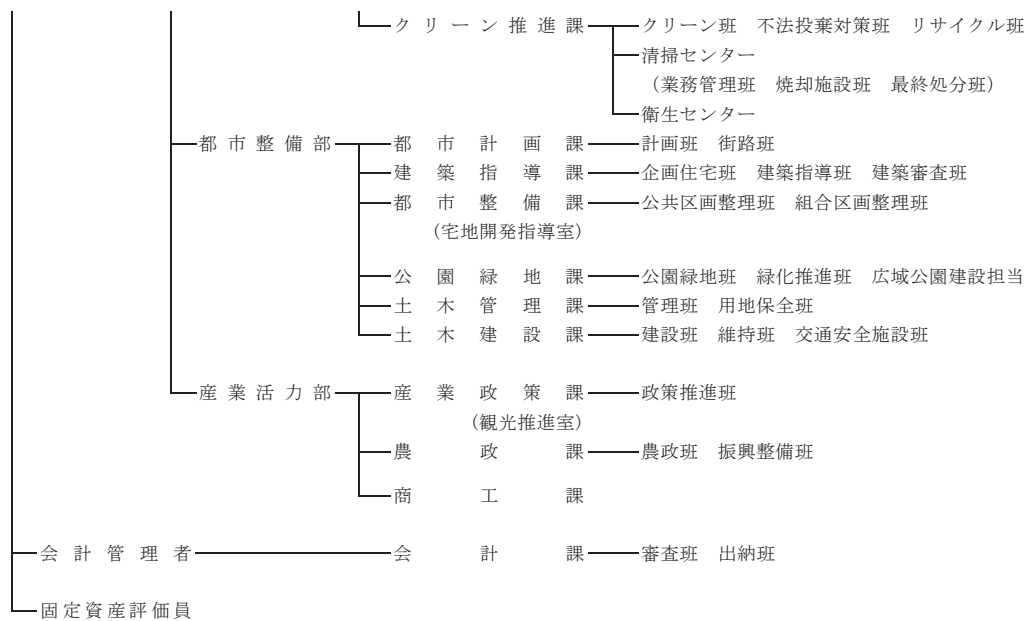 クリーン推進課 クリーン班　不法投棄対策班　リサイクル班
清掃センター
（業務管理班　焼却施設班　最終処分班）
衛生センター
都市整備部 都市計画課 計画班　街路班
建築指導課 企画住宅班　建築指導班　建築審査班
都市整備課 公共区画整理班　組合区画整理班
（宅地開発指導室）
公園緑地課 公園緑地班　緑化推進班　広域公園建設担当
土木管理課 管理班　用地保全班
土木建設課 建設班　維持班　交通安全施設班
産業活力部 産業政策課 政策推進班
（観光推進室）
農政課 農政班　振興整備班
商工課
会計管理者 会計課 審査班　出納班
固定資産評価員